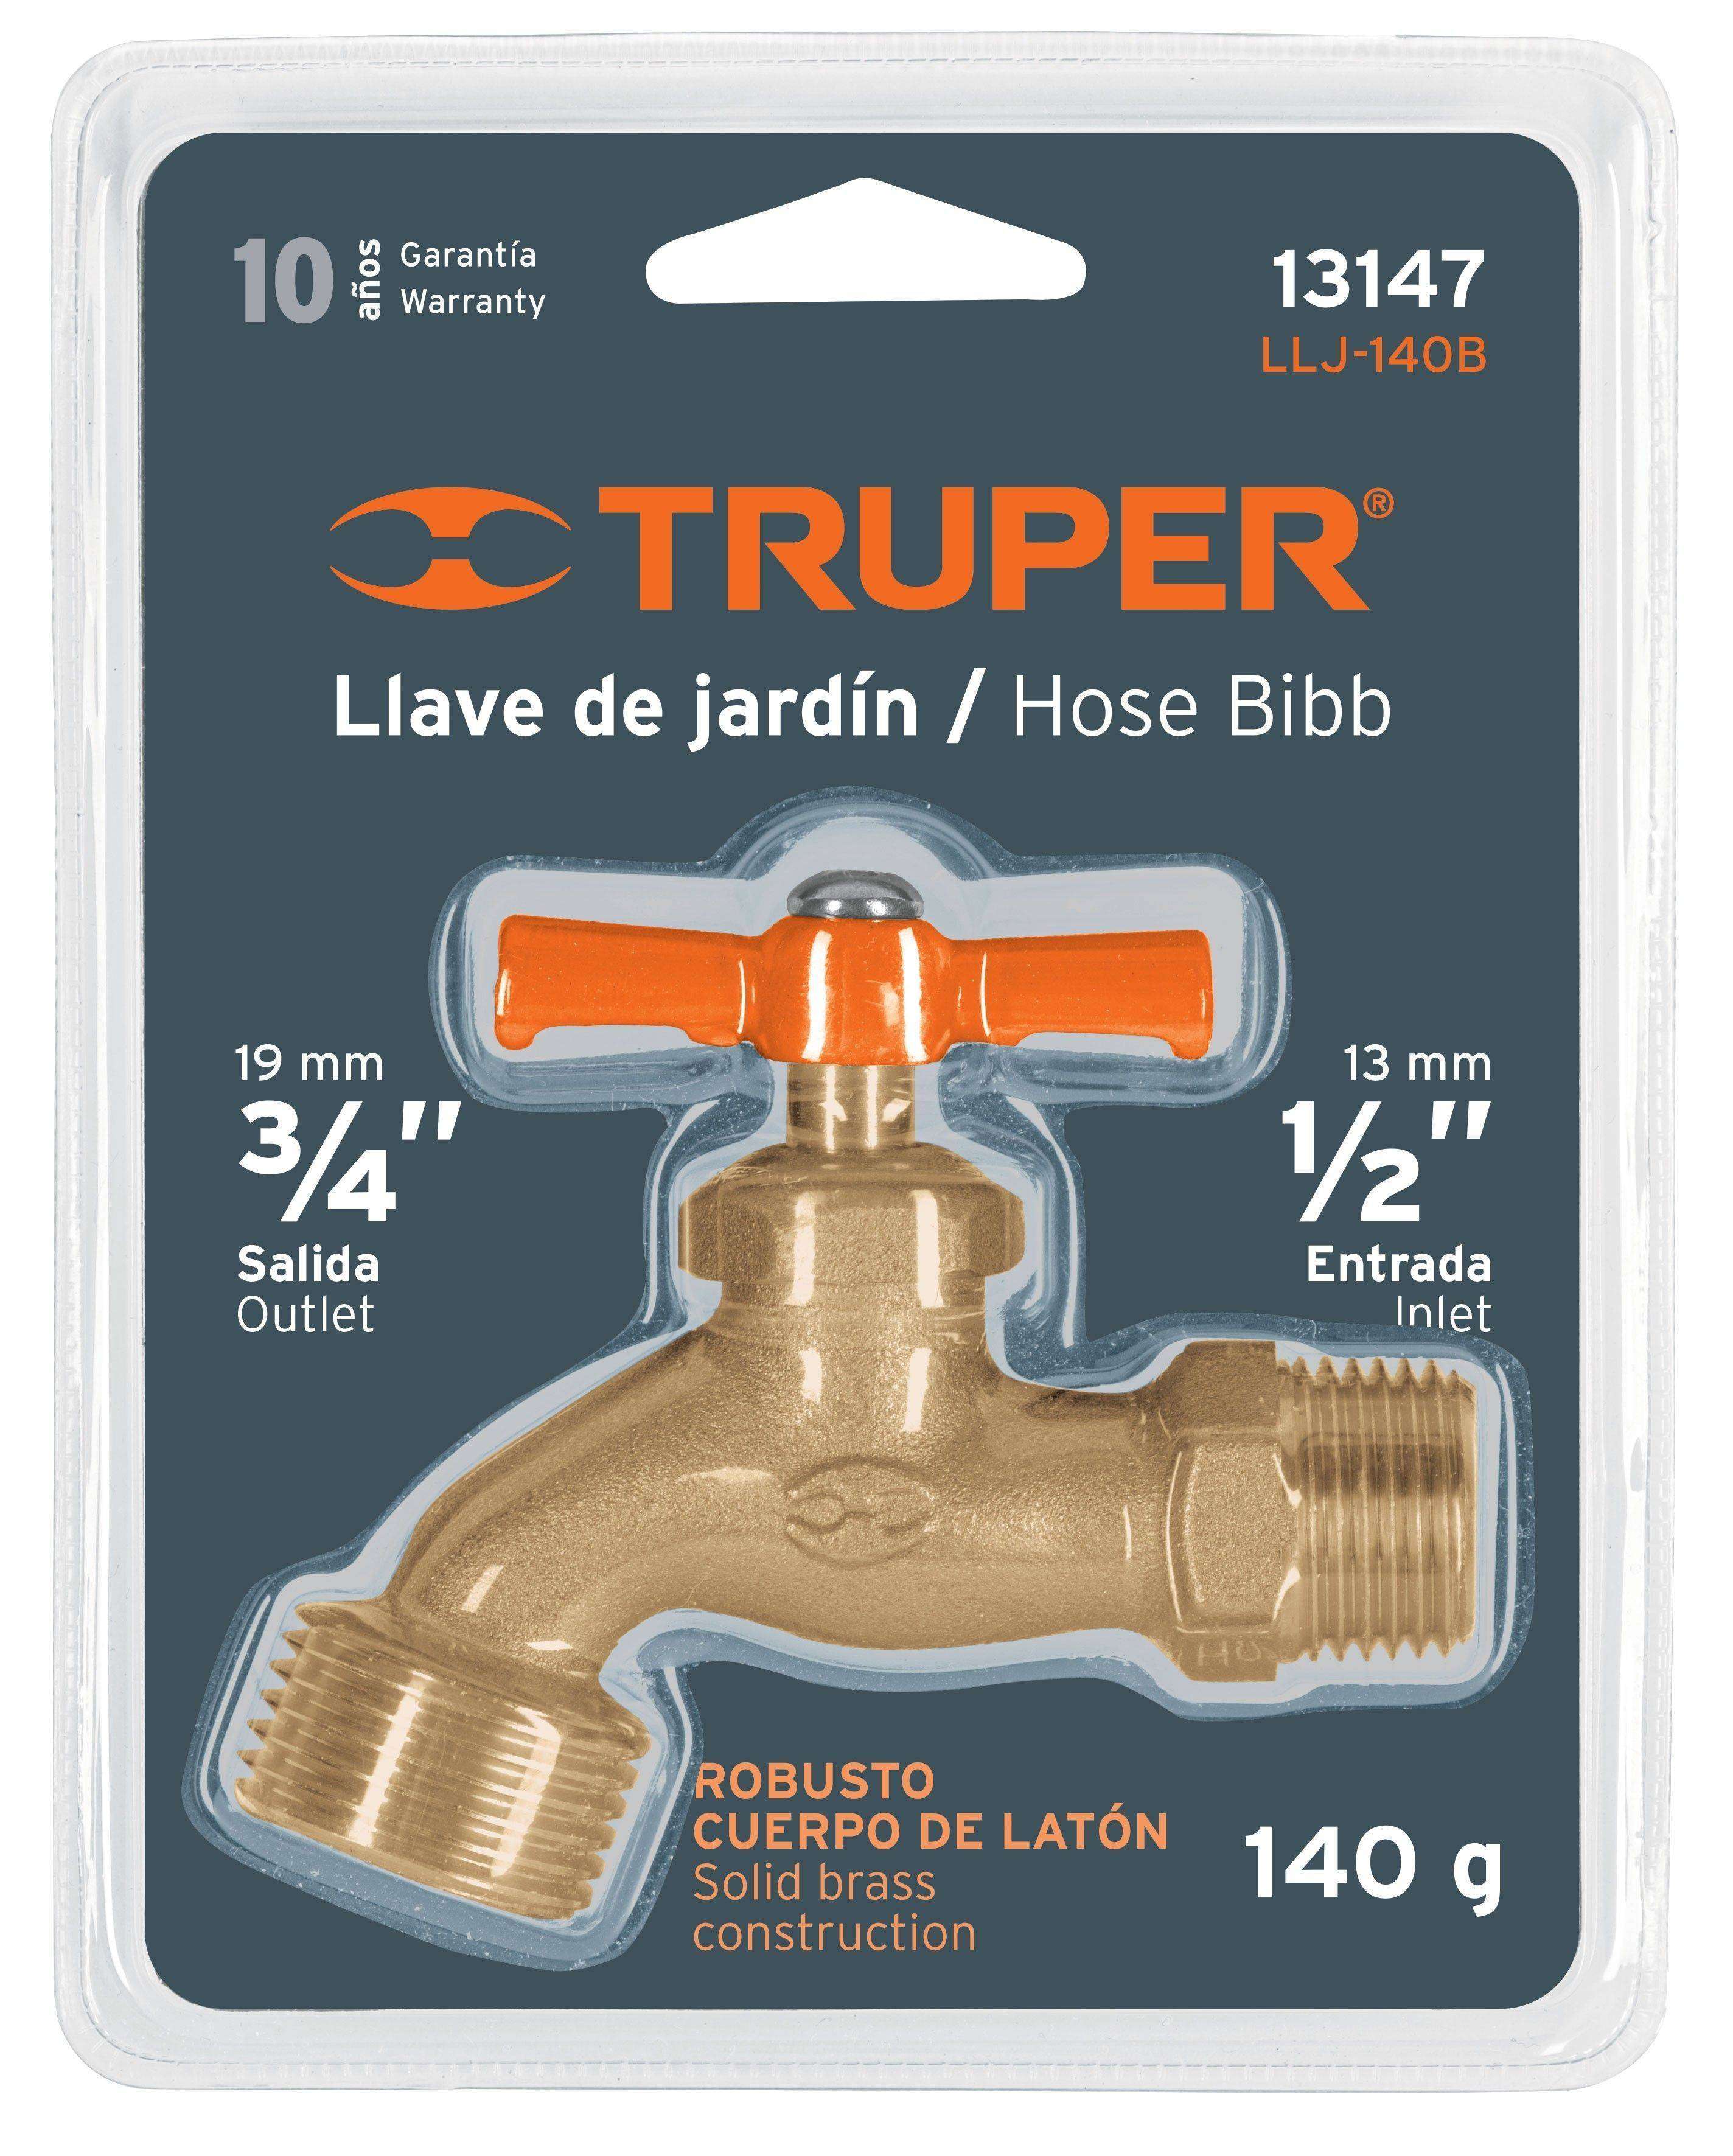 10 años Garantía
Warranty
13147
LLJ-140B
TRUPER®
Llave de jardín / Hose Bibb
19 mm
3/4"
Salida
Outlet
13 mm
1/2"
Entrada
Inlet
ROBUSTO
CUERPO DE LATÓN
Solid brass
construction
140 g